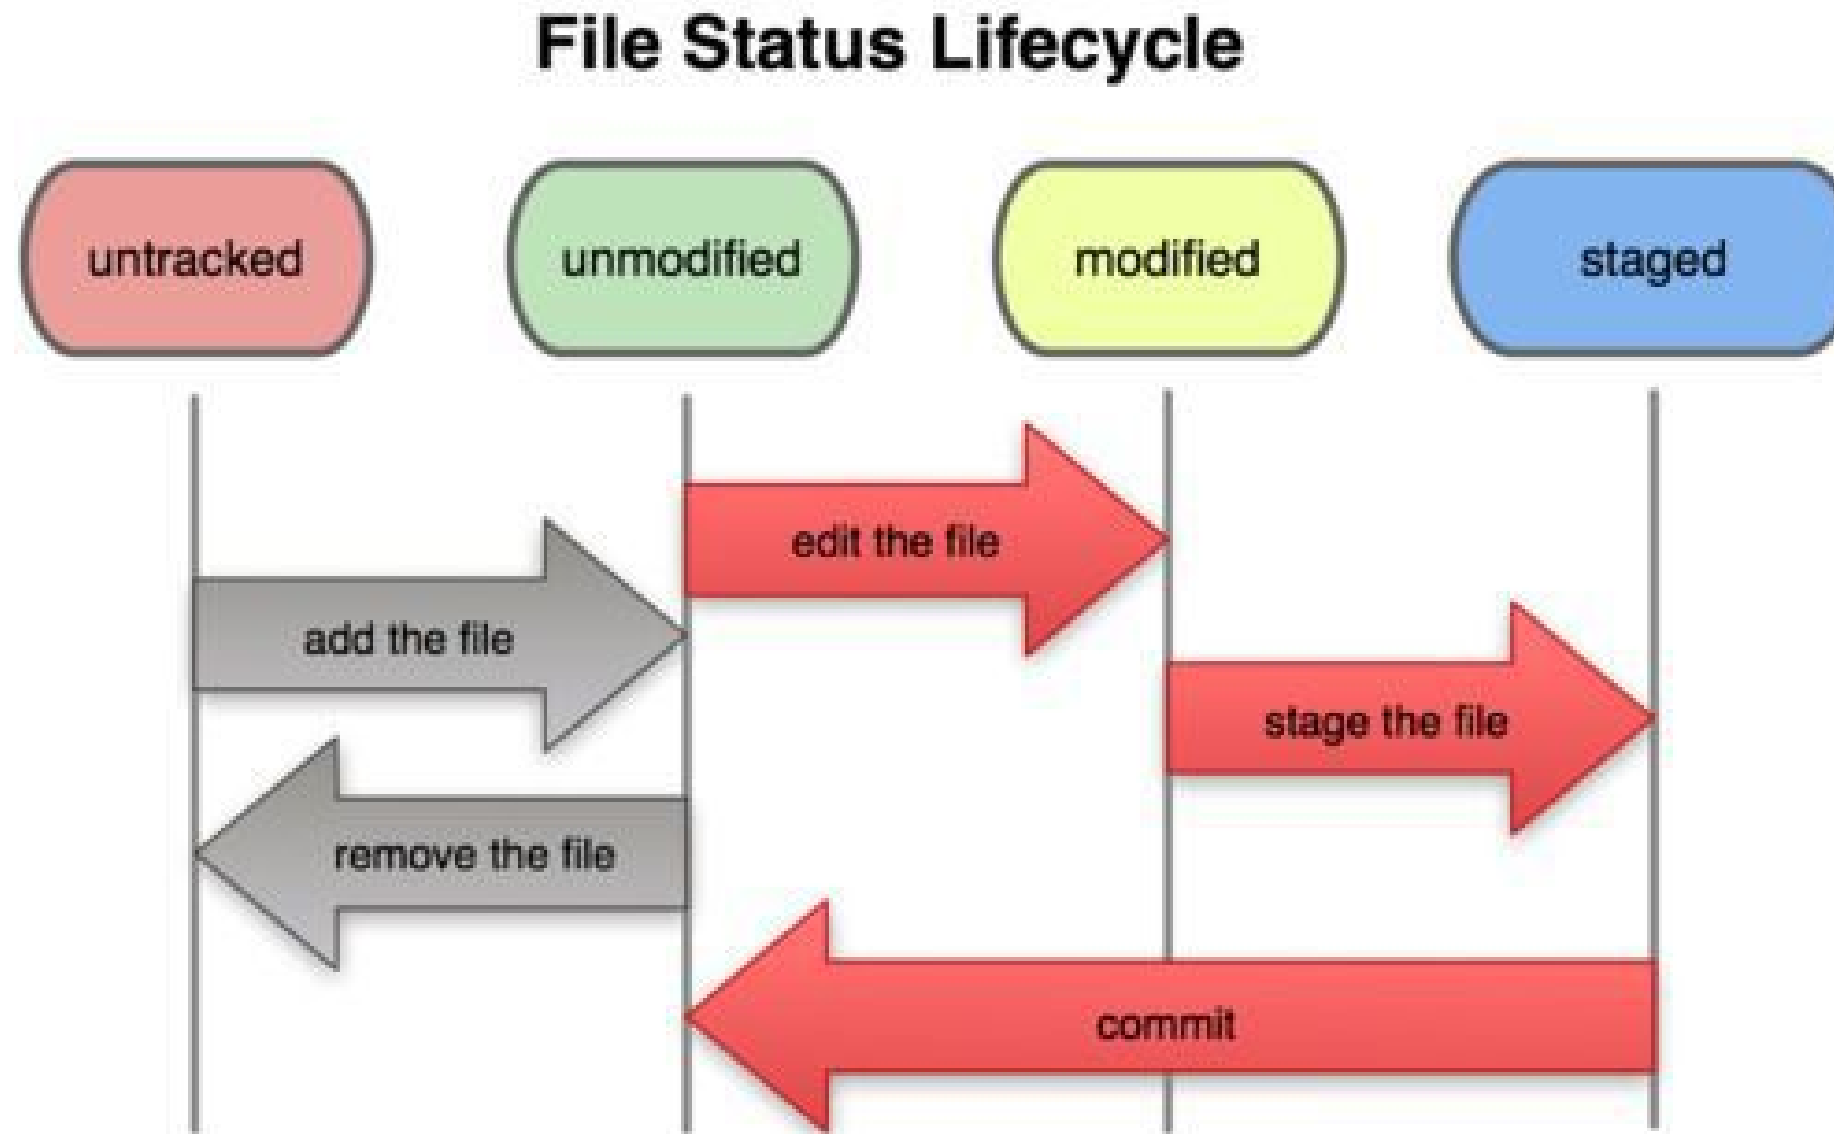 File Status Lifecycle
untracked
unmodified
modified
staged
edit the file
add the file
stage the file
remove the file
commit